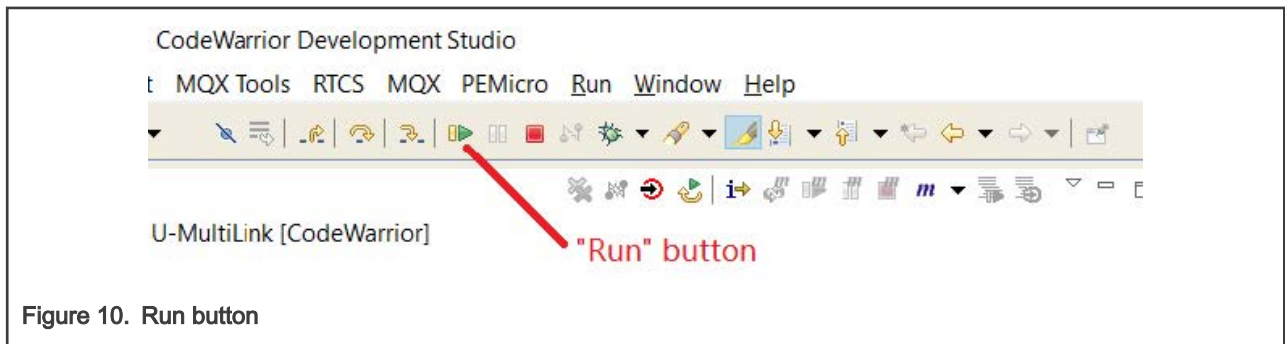 CodeWarrior Development Studio
t MQX Tools RTCS MQX PEMicro Run Window Help
i m
U-MultiLink [CodeWarrior]
"Run" button
Figure 10. Run button